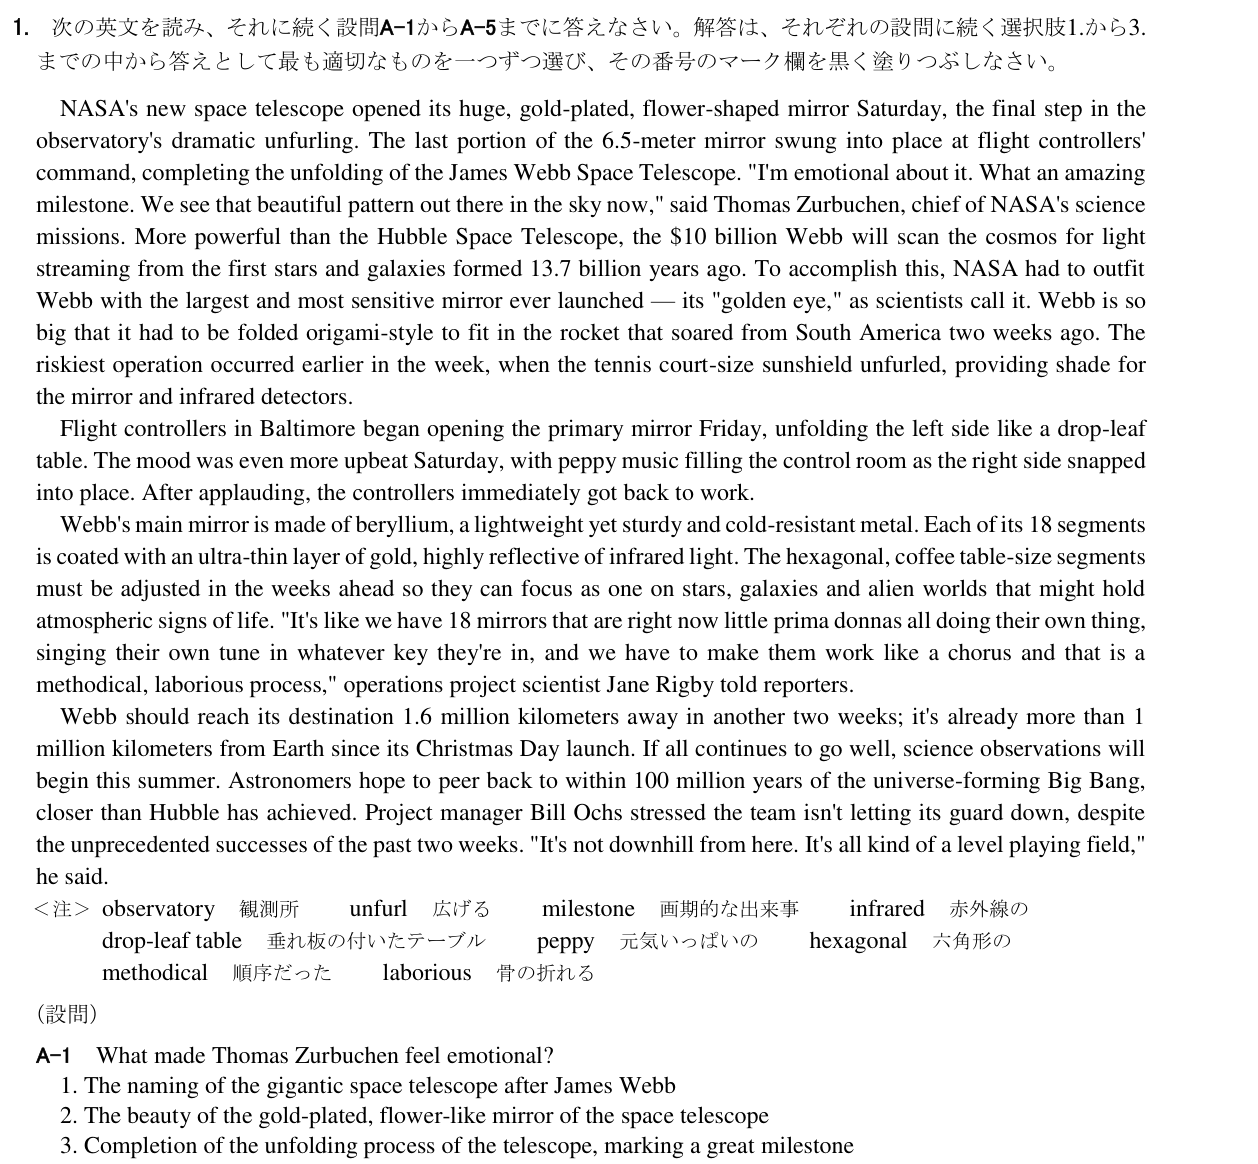 1. 次の英文を読み、それに続く設問A−1からA−5までに答えなさい。解答は、それぞれの設問に続く選択肢1.から3.
までの中から答えとして最も適切なものを一つずつ選び、その番号のマーク欄を黒く塗りつぶしなさい。
NASA's new space telescope opened its huge, gold-plated, flower-shaped mirror Saturday, the final step in the
observatory's dramatic unfurling. The last portion of the 6.5-meter mirror swung into place at flight controllers'
command, completing the unfolding of the James Webb Space Telescope. "I'm emotional about it. What an amazing
milestone. We see that beautiful pattern out there in the sky now," said Thomas Zurbuchen, chief of NASA's science
missions. More powerful than the Hubble Space Telescope, the $10 billion Webb will scan the cosmos for light
streaming from the first stars and galaxies formed 13.7 billion years ago. To accomplish this, NASA had to outfit
Webb with the largest and most sensitive mirror ever launched — its "golden eye," as scientists call it. Webb is so
big that it had to be folded origami-style to fit in the rocket that soared from South America two weeks ago. The
riskiest operation occurred earlier in the week, when the tennis court-size sunshield unfurled, providing shade for
the mirror and infrared detectors.
Flight controllers in Baltimore began opening the primary mirror Friday, unfolding the left side like a drop-leaf
table. The mood was even more upbeat Saturday, with peppy music filling the control room as the right side snapped
into place. After applauding, the controllers immediately got back to work.
Webb's main mirror is made of beryllium, a lightweight yet sturdy and cold-resistant metal. Each of its 18 segments
is coated with an ultra-thin layer of gold, highly reflective of infrared light. The hexagonal, coffee table-size segments
must be adjusted in the weeks ahead so they can focus as one on stars, galaxies and alien worlds that might hold
atmospheric signs of life. "It's like we have 18 mirrors that are right now little prima donnas all doing their own thing,
singing their own tune in whatever key they're in, and we have to make them work like a chorus and that is a
methodical, laborious process," operations project scientist Jane Rigby told reporters.
Webb should reach its destination 1.6 million kilometers away in another two weeks; it's already more than 1
million kilometers from Earth since its Christmas Day launch. If all continues to go well, science observations will
begin this summer. Astronomers hope to peer back to within 100 million years of the universe-forming Big Bang,
closer than Hubble has achieved. Project manager Bill Ochs stressed the team isn't letting its guard down, despite
the unprecedented successes of the past two weeks. "It's not downhill from here. It's all kind of a level playing field,"
he said.
＜注＞ observatory 観測所 unfurl 広げる milestone 画期的な出来事 infrared 赤外線の
drop-leaf table 垂れ板の付いたテーブル peppy 元気いっぱいの hexagonal 六角形の
methodical 順序だった laborious 骨の折れる
（設問）
A−1 What made Thomas Zurbuchen feel emotional?
1. The naming of the gigantic space telescope after James Webb
2. The beauty of the gold-plated, flower-like mirror of the space telescope
3. Completion of the unfolding process of the telescope, marking a great milestone